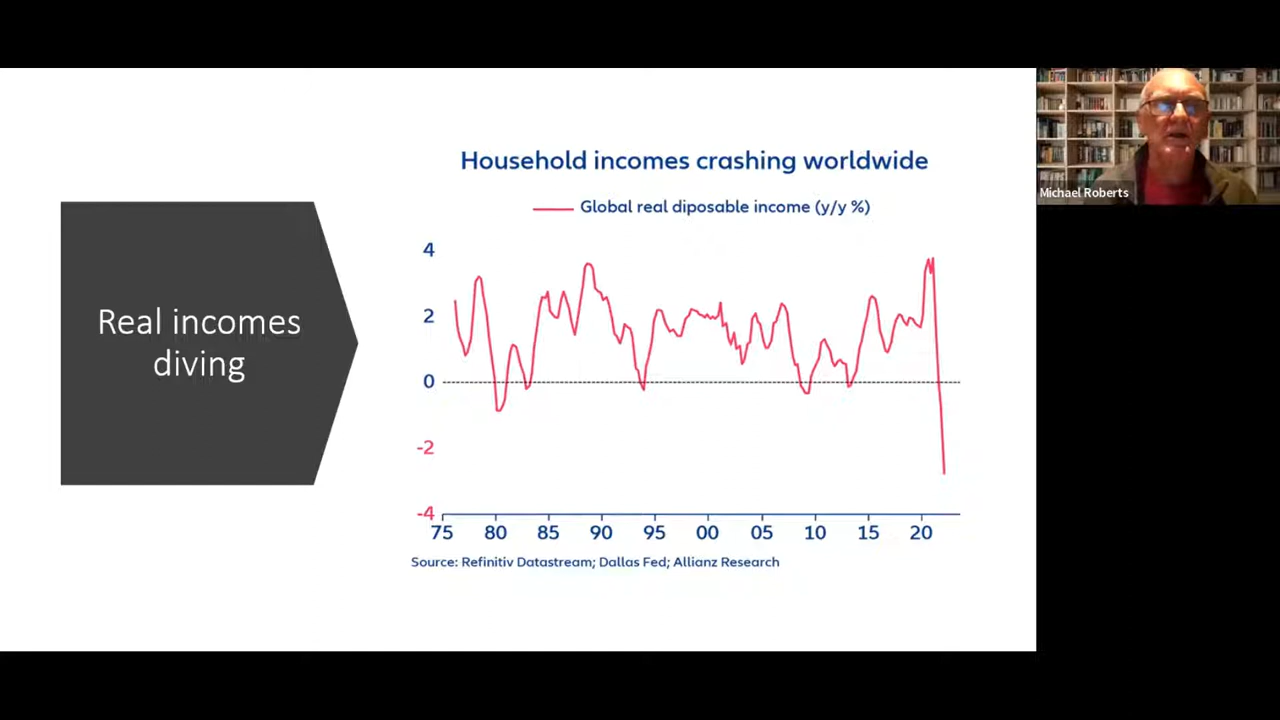 Household incomes crashing worldwide
Global real diposable income (y/y %)
Real incomes
diving
4
2
0
-2
-4
75 80 85 90 95 00 05 10 15 20
Source: Refinitiv Datastream; Dallas Fed; Allianz Research
Michael Roberts